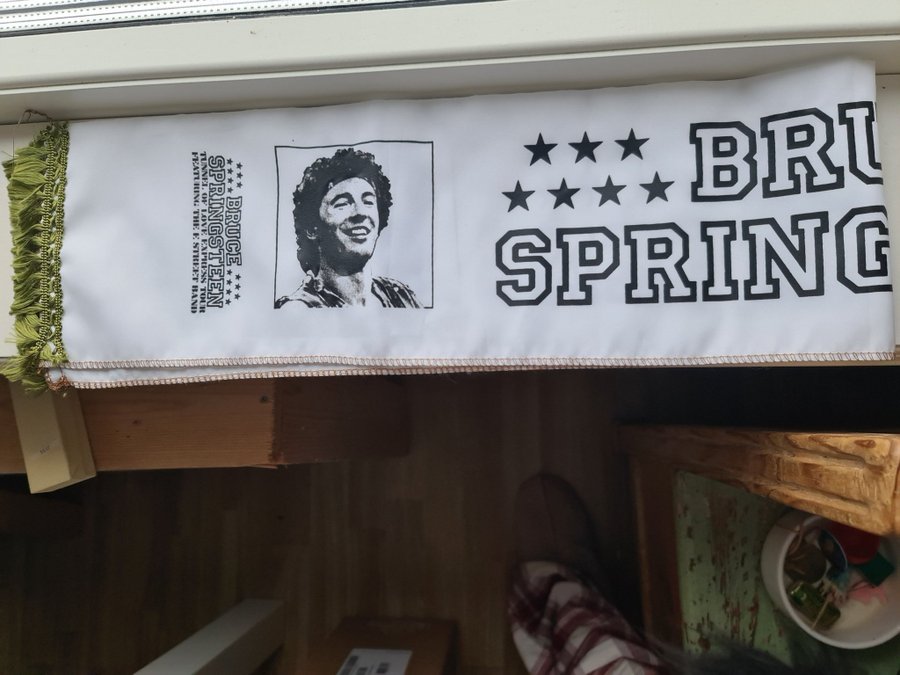 BRUCE
SPRINGSTEEN
TUNNEL OF LOVE EXPRESS TOUR
FEATURING: THE E STREET BAND
BRU
SPRING